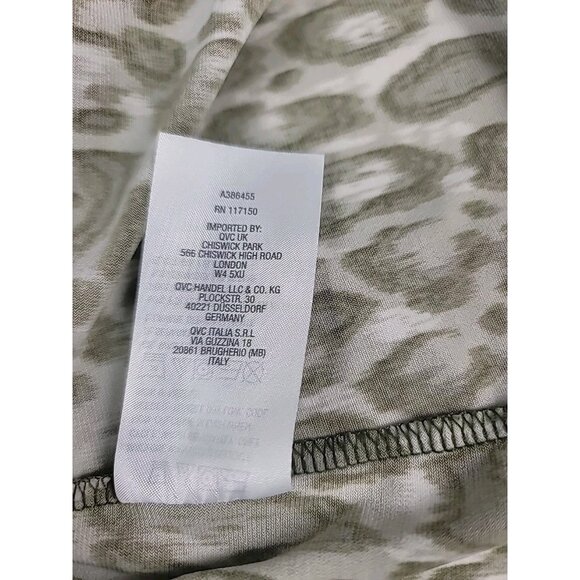 A386455
RN 117150
IMPORTED BY:
QVC UK
CHISWICK PARK
566 CHISWICK HIGH ROAD
LONDON
W4 5XU
QVC HANDEL LLC & CO. KG
PLOCKSTR. 30
40221 DÜSSELDORF
GERMANY
QVC ITALIA S.R.L
VIA GUZZINA 18
20861 BRUGHERIO (MB)
ITALY